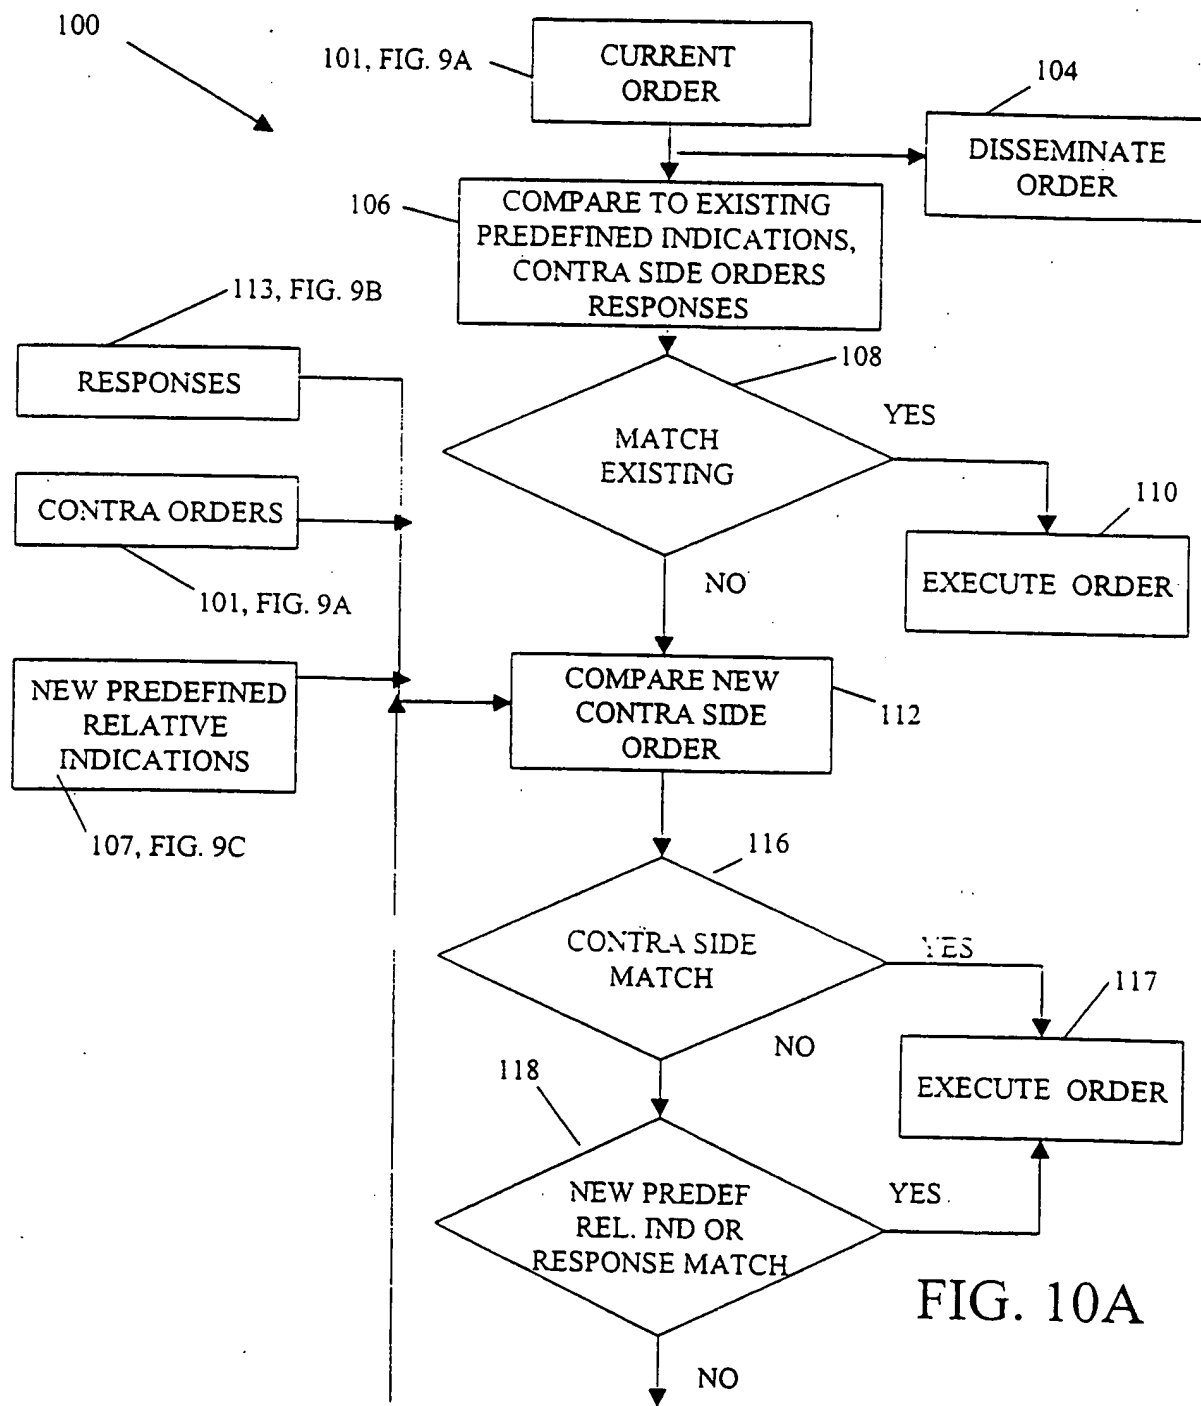 100
101, FIG. 9A
CURRENT
ORDER
104
DISSEMINATE
ORDER
106
COMPARE TO EXISTING
PREDEFINED INDICATIONS,
CONTRA SIDE ORDERS
RESPONSES
113, FIG. 9B
RESPONSES
108
MATCH
EXISTING
YES
CONTRA ORDERS
101, FIG. 9A
110
EXECUTE ORDER
NO
NEW PREDEFINED
RELATIVE
INDICATIONS
107, FIG. 9C
COMPARE NEW
CONTRA SIDE
ORDER
112
116
CONTRA SIDE
MATCH
YES
117
EXECUTE ORDER
NO
118
NEW PREDEF
REL. IND OR
RESPONSE MATCH
YES
FIG. 10A
NO